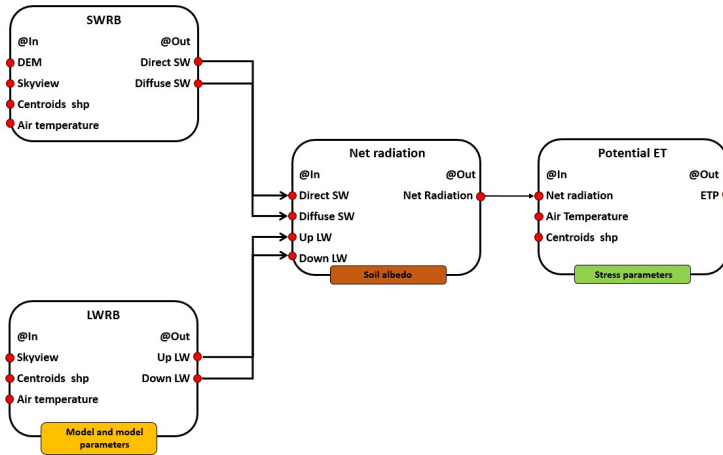 SWRB
@In @Out
DEM Direct SW
Skyview Diffuse SW
Centroids shp
Air temperature
Net radiation
@In @Out
Direct SW Net Radiation
Diffuse SW
Up LW
Down LW
Soil albedo
Potential ET
@In @Out
Net radiation ETP
Air Temperature
Centroids shp
Stress parameters
LWRB
@In @Out
Skyview Up LW
Centroids shp Down LW
Air temperature
Model and model
parameters